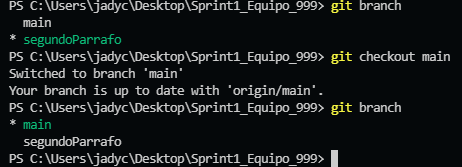 PS C:\Users\jadyc\Desktop\Sprint1_Equipo_999> git branch
  main
* segundoParrafo
PS C:\Users\jadyc\Desktop\Sprint1_Equipo_999> git checkout main
Switched to branch 'main'
Your branch is up to date with 'origin/main'.
PS C:\Users\jadyc\Desktop\Sprint1_Equipo_999> git branch
* main
  segundoParrafo
PS C:\Users\jadyc\Desktop\Sprint1_Equipo_999>